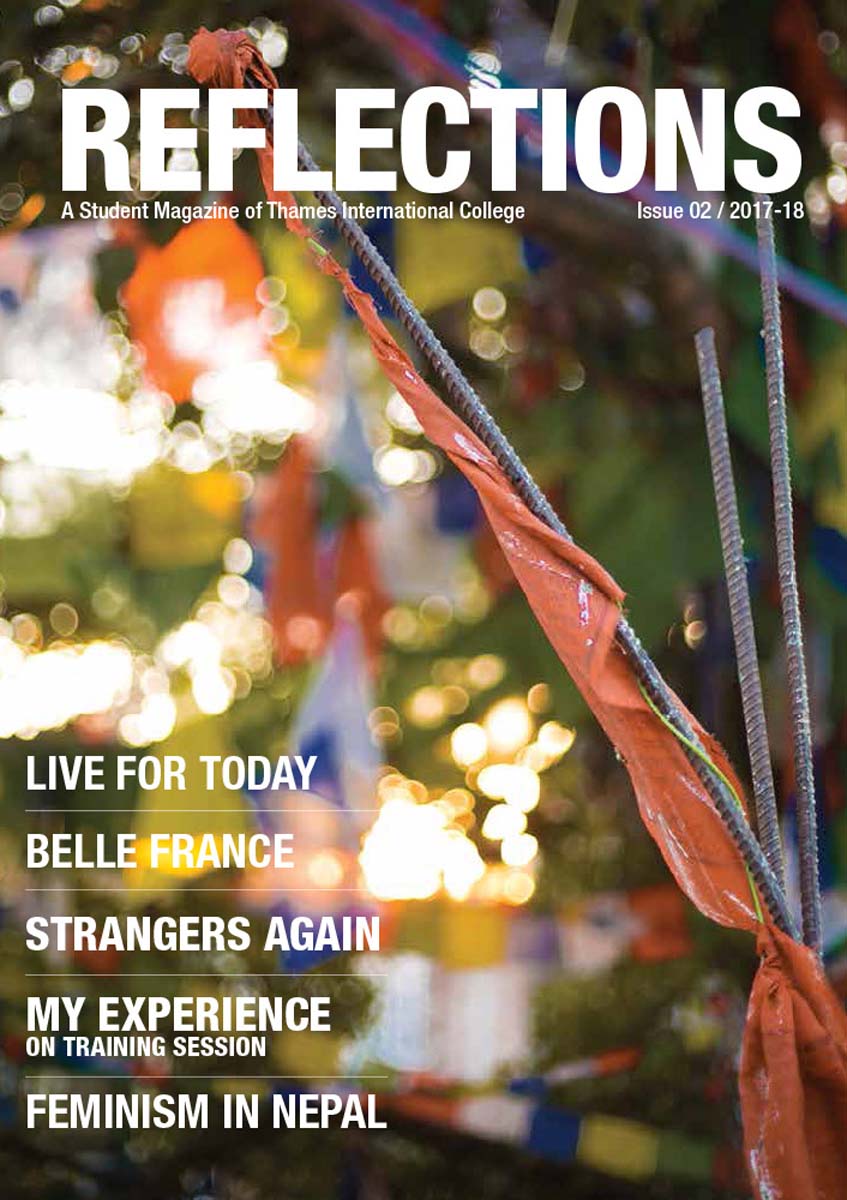 REFLECTIONS
A Student Magazine of Thames International College
Issue 02 / 2017-18
LIVE FOR TODAY
BELLE FRANCE
STRANGERS AGAIN
MY EXPERIENCE
ON TRAINING SESSION
FEMINISM IN NEPAL